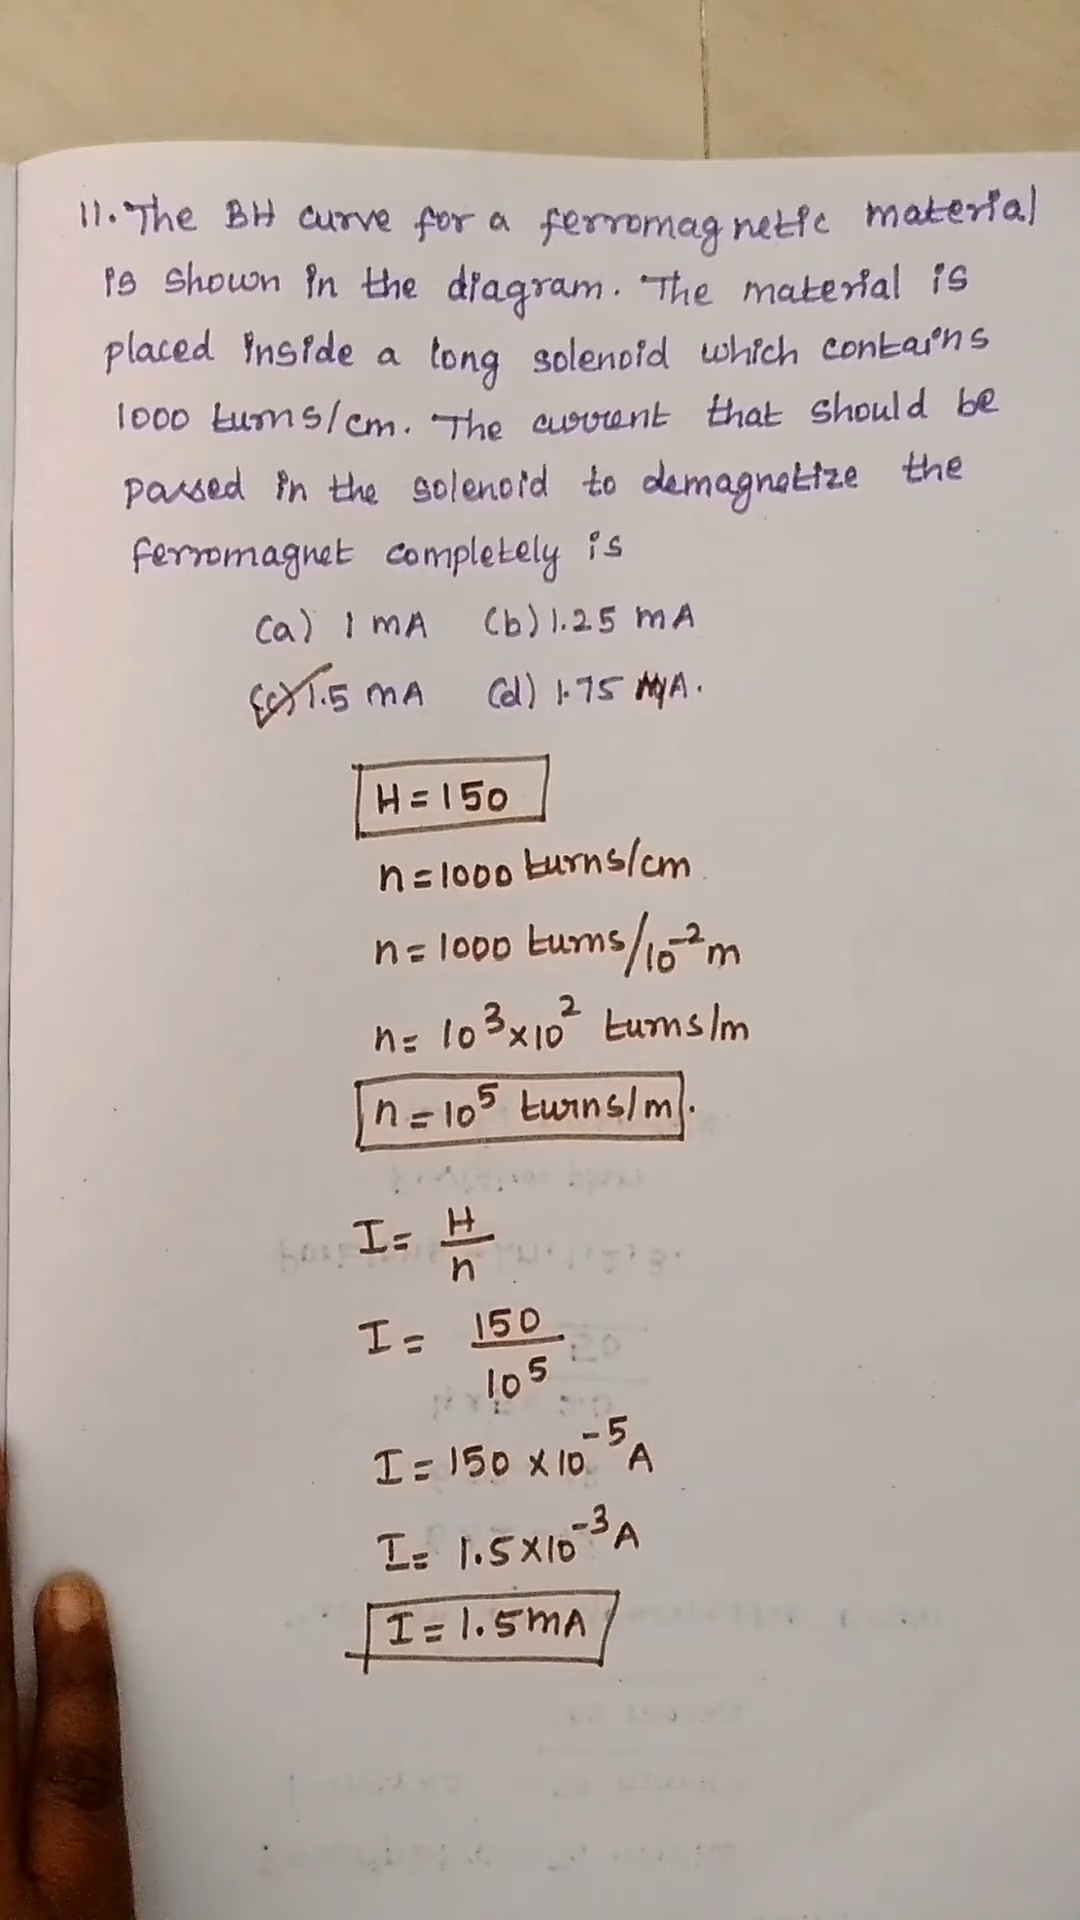 11. The BH curve for a ferromagnetic material
is shown in the diagram. The material is
placed inside a long solenoid which contains
1000 turns/cm. The current that should be
passed in the solenoid to demagnetize the
ferromagnet completely is
(a) 1 mA (b) 1.25 mA
(c) 1.5 mA (d) 1.75 mA.
H = 150
n = 1000 turns/cm
n = 1000 turns/10⁻² m
n = 10³ × 10² turns/m
n = 10⁵ turns/m.
I = H/n
I = 150/10⁵
I = 150 × 10⁻⁵ A
I = 1.5 × 10⁻³ A
I = 1.5 mA